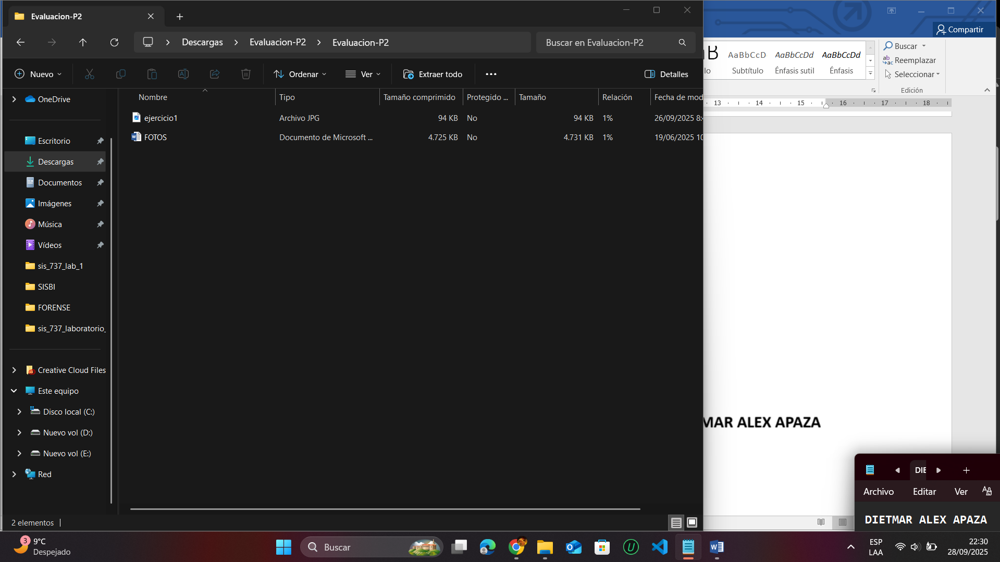 Evaluacion-P2
Descargas > Evaluacion-P2 > Evaluacion-P2
Buscar en Evaluacion-P2
Nuevo
Ordenar
Ver
Extraer todo
Detalles
OneDrive
Escritorio
Descargas
Documentos
Imágenes
Música
Vídeos
sis_737_lab_1
SISBI
FORENSE
sis_737_laboratorio_
Creative Cloud Files
Este equipo
Disco local (C:)
Nuevo vol (D:)
Nuevo vol (E:)
Red
Nombre Tipo Tamaño comprimido Protegido ... Tamaño Relación Fecha de mod
ejercicio1 Archivo JPG 94 KB No 94 KB 1% 26/09/2025 8:4
FOTOS Documento de Microsoft ... 4.725 KB No 4.731 KB 1% 19/06/2025 10
2 elementos
Compartir
AaBbCcD AaBbCcDd AaBbCcDd
lo Subtítulo Énfasis sutil Énfasis
Buscar
Reemplazar
Seleccionar
Edición
13 14 15 16 17 18
MAR ALEX APAZA
DIE
Archivo Editar Ver
DIETMAR ALEX APAZA
3
9°C
Despejado
Buscar
ESP
LAA
22:30
28/09/2025